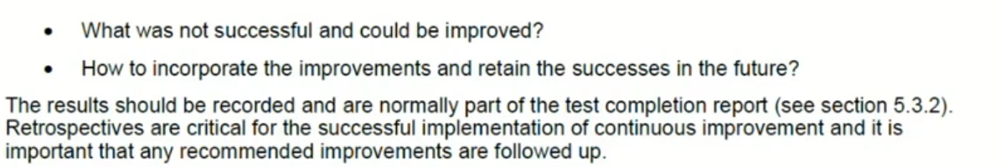 • What was not successful and could be improved?
• How to incorporate the improvements and retain the successes in the future?
The results should be recorded and are normally part of the test completion report (see section 5.3.2).
Retrospectives are critical for the successful implementation of continuous improvement and it is
important that any recommended improvements are followed up.